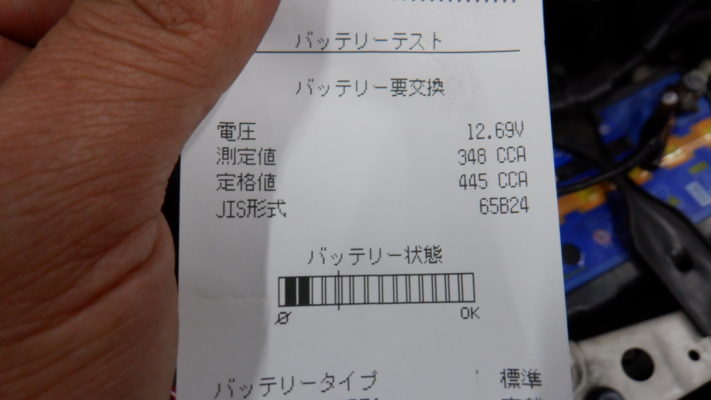 バッテリーテスト
バッテリー要交換
電圧 12.69V
測定値 348 CCA
定格値 445 CCA
JIS形式 65B24
バッテリー状態
0 OK
バッテリータイプ 標準